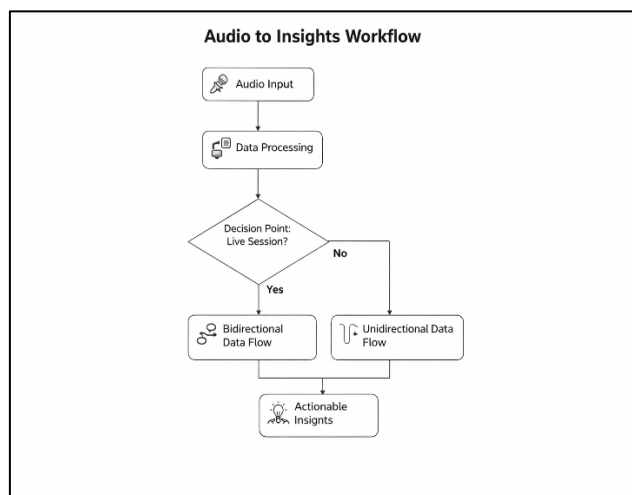 Audio to Insights Workflow
Audio Input
Data Processing
Decision Point:
Live Session?
No
Yes
Bidirectional
Data Flow
Unidirectional Data
Flow
Actionable
Insignts